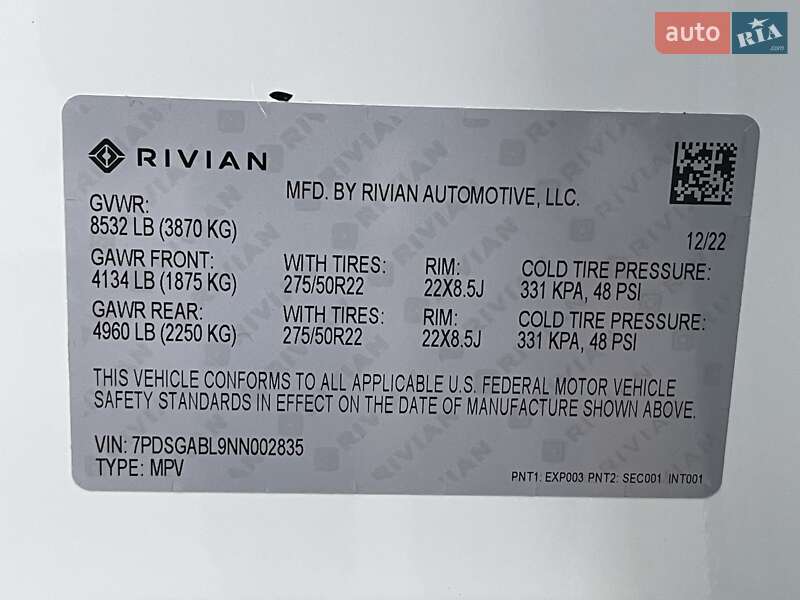 auto RIA.com
RIVIAN
MFD. BY RIVIAN AUTOMOTIVE, LLC.
GVWR:
8532 LB (3870 KG)
12/22
GAWR FRONT: WITH TIRES: RIM: COLD TIRE PRESSURE:
4134 LB (1875 KG) 275/50R22 22X8.5J 331 KPA, 48 PSI
GAWR REAR: WITH TIRES: RIM: COLD TIRE PRESSURE:
4960 LB (2250 KG) 275/50R22 22X8.5J 331 KPA, 48 PSI
THIS VEHICLE CONFORMS TO ALL APPLICABLE U.S. FEDERAL MOTOR VEHICLE
SAFETY STANDARDS IN EFFECT ON THE DATE OF MANUFACTURE SHOWN ABOVE.
VIN: 7PDSGABL9NN002835
TYPE: MPV
PNT1: EXP003 PNT2: SEC001 INT001